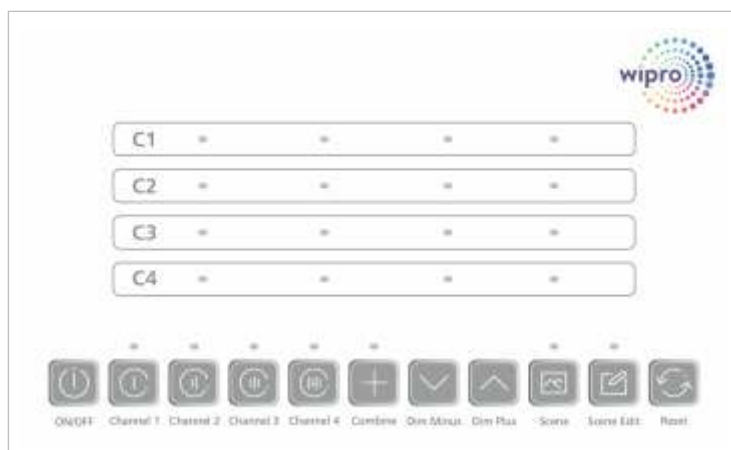 wipro
C1
C2
C3
C4
ON/OFF Channel 1 Channel 2 Channel 3 Channel 4 Combine Dim Minus Dim Plus Scene Scene Edit Reset